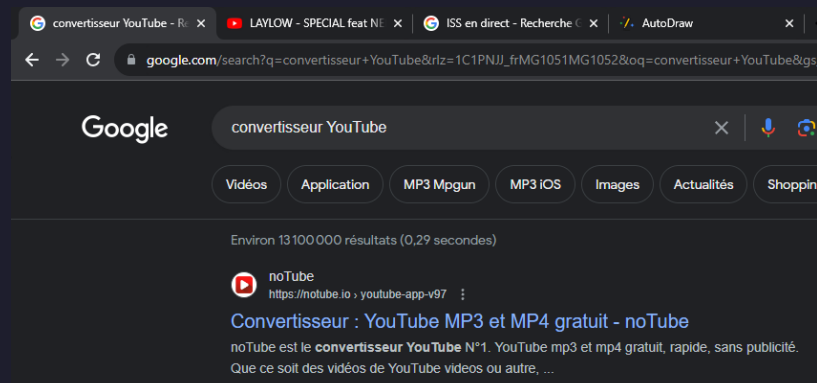 convertisseur YouTube - Re
LAYLOW - SPECIAL feat NE
ISS en direct - Recherche G
AutoDraw
google.com/search?q=convertisseur+YouTube&rlz=1C1PNJJ_frMG1051MG1052&oq=convertisseur+YouTube&gs
Google
convertisseur YouTube
Vidéos
Application
MP3 Mpgun
MP3 iOS
Images
Actualités
Shoppin
Environ 13 100 000 résultats (0,29 secondes)
noTube
https://notube.io › youtube-app-v97
Convertisseur : YouTube MP3 et MP4 gratuit - noTube
noTube est le convertisseur YouTube N°1. YouTube mp3 et mp4 gratuit, rapide, sans publicité.
Que ce soit des vidéos de YouTube videos ou autre, ...